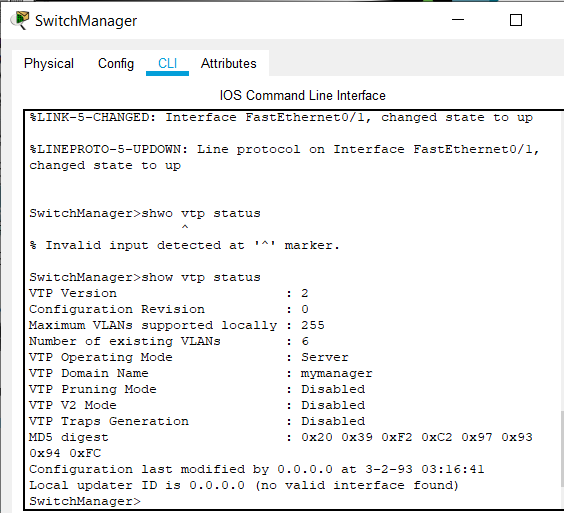 SwitchManager
Physical Config CLI Attributes
IOS Command Line Interface
%LINK-5-CHANGED: Interface FastEthernet0/1, changed state to up
%LINEPROTO-5-UPDOWN: Line protocol on Interface FastEthernet0/1,
changed state to up
SwitchManager>shwo vtp status
^
% Invalid input detected at '^' marker.
SwitchManager>show vtp status
VTP Version : 2
Configuration Revision : 0
Maximum VLANs supported locally : 255
Number of existing VLANs : 6
VTP Operating Mode : Server
VTP Domain Name : mymanager
VTP Pruning Mode : Disabled
VTP V2 Mode : Disabled
VTP Traps Generation : Disabled
MD5 digest : 0x20 0x39 0xF2 0xC2 0x97 0x93
0x94 0xFC
Configuration last modified by 0.0.0.0 at 3-2-93 03:16:41
Local updater ID is 0.0.0.0 (no valid interface found)
SwitchManager>